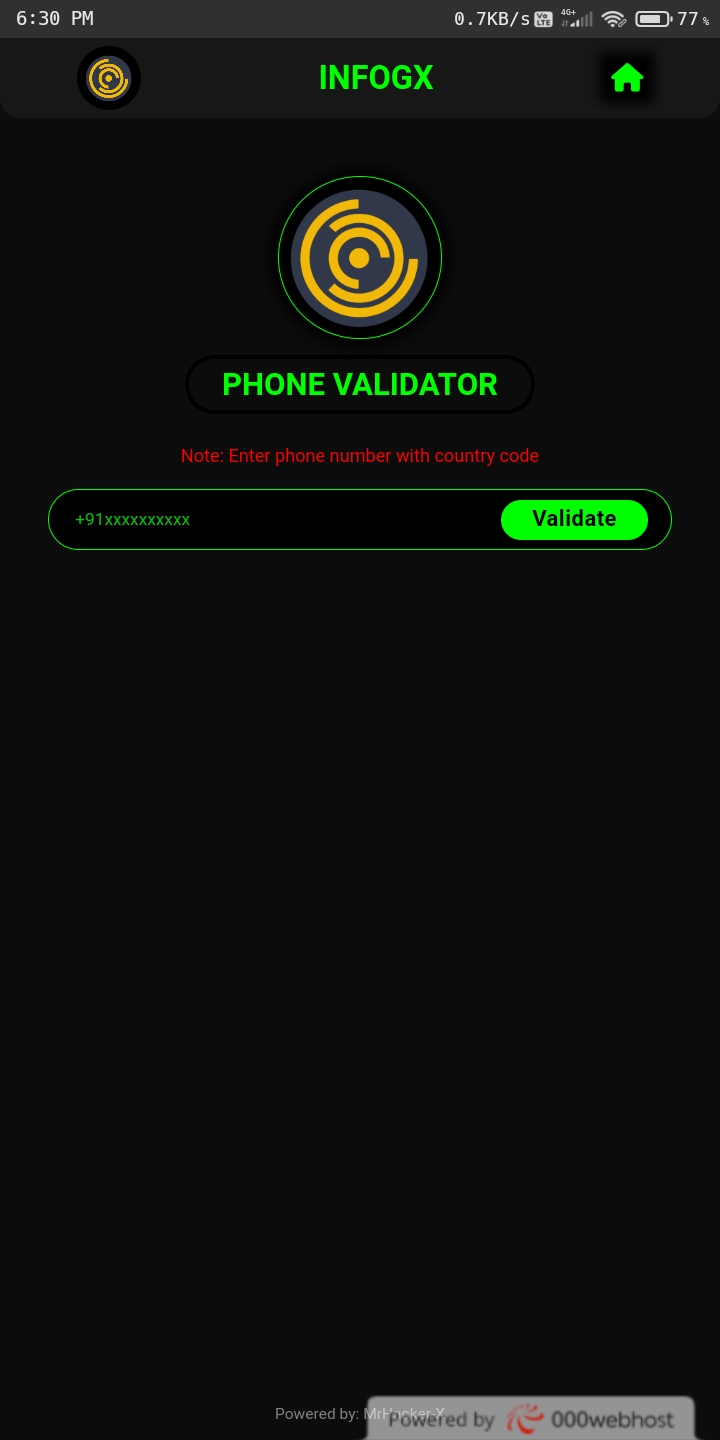 6:30 PM 0.7KB/s Vo LTE 4G+ 77 %
INFOGX
PHONE VALIDATOR
Note: Enter phone number with country code
+91xxxxxxxxxx Validate
Powered by: MrHacker-X
Powered by 000webhost